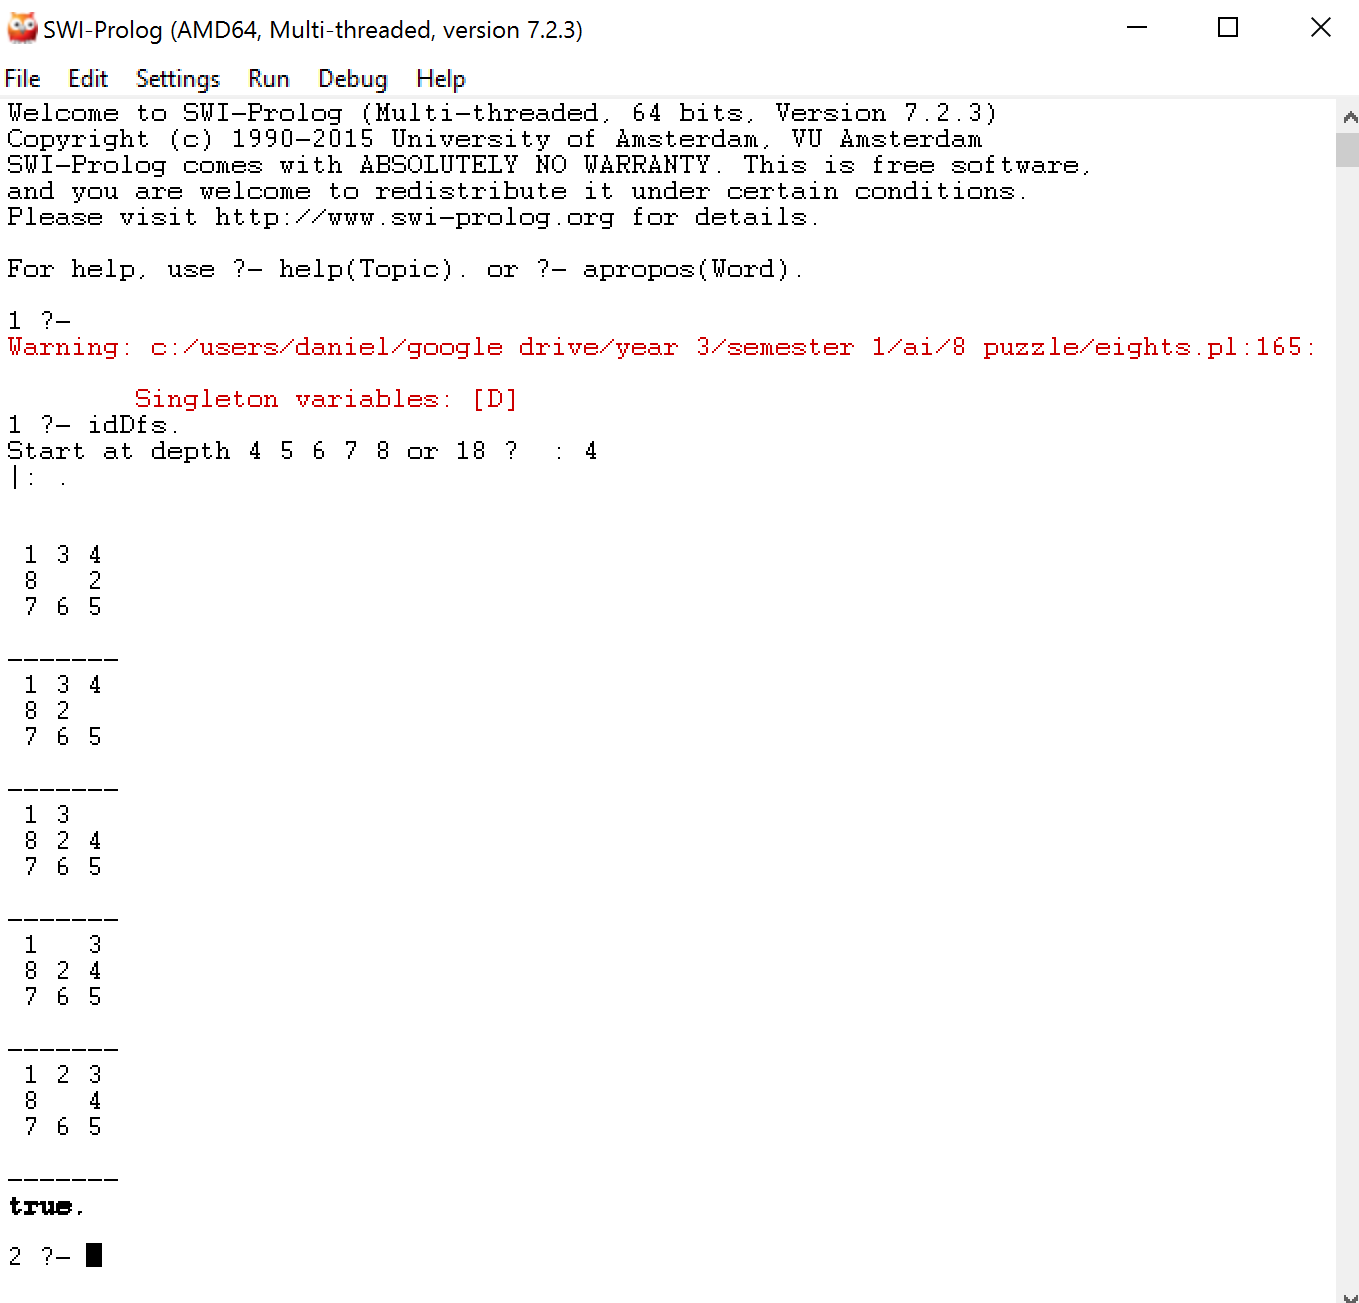 SWI-Prolog (AMD64, Multi-threaded, version 7.2.3)
File Edit Settings Run Debug Help
Welcome to SWI-Prolog (Multi-threaded, 64 bits, Version 7.2.3)
Copyright (c) 1990-2015 University of Amsterdam, VU Amsterdam
SWI-Prolog comes with ABSOLUTELY NO WARRANTY. This is free software,
and you are welcome to redistribute it under certain conditions.
Please visit http://www.swi-prolog.org for details.
For help, use ?- help(Topic). or ?- apropos(Word).
1 ?-
Warning: c:/users/daniel/google drive/year 3/semester 1/ai/8 puzzle/eights.pl:165:
Singleton variables: [D]
1 ?- idDfs.
Start at depth 4 5 6 7 8 or 18 ?  : 4
|: .
1 3 4
8   2
7 6 5
_______
1 3 4
8 2
7 6 5
_______
1 3
8 2 4
7 6 5
_______
1   3
8 2 4
7 6 5
_______
1 2 3
8   4
7 6 5
_______
true.
2 ?-